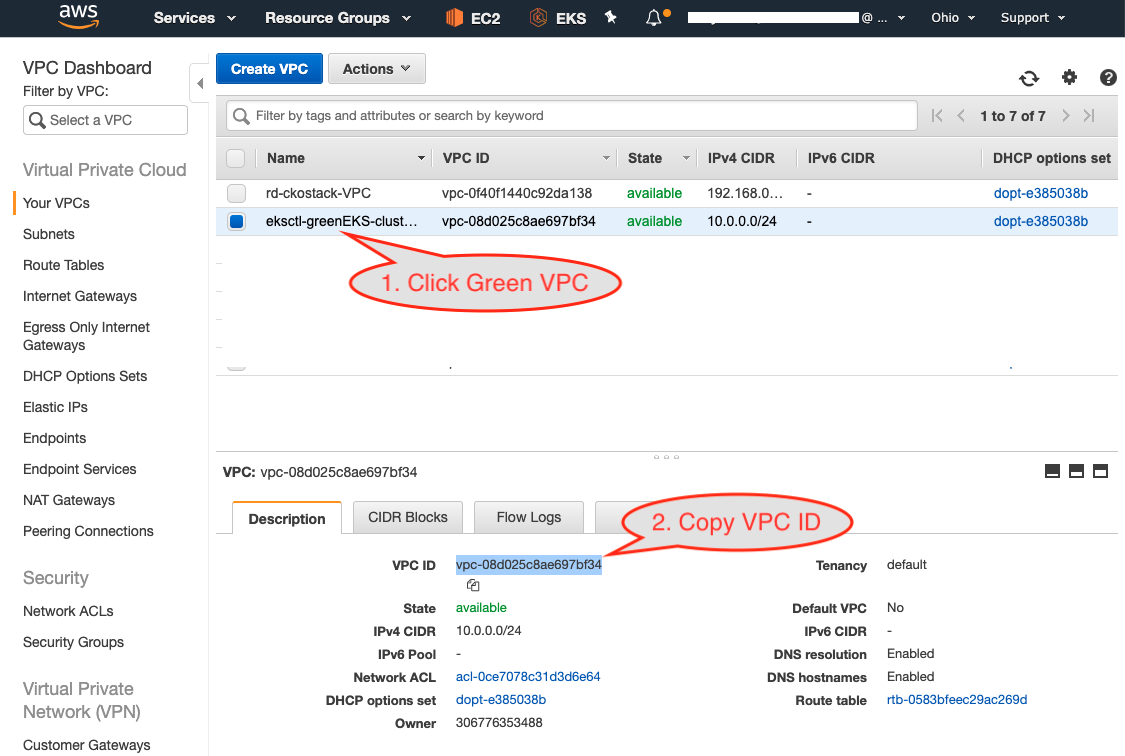 aws Services Resource Groups EC2 EKS @ ... Ohio Support
VPC Dashboard
Filter by VPC:
Select a VPC
Virtual Private Cloud
Your VPCs
Subnets
Route Tables
Internet Gateways
Egress Only Internet
Gateways
DHCP Options Sets
Elastic IPs
Endpoints
Endpoint Services
NAT Gateways
Peering Connections
Security
Network ACLs
Security Groups
Virtual Private
Network (VPN)
Customer Gateways
Create VPC Actions
Filter by tags and attributes or search by keyword 1 to 7 of 7
Name VPC ID State IPv4 CIDR IPv6 CIDR DHCP options set
rd-ckostack-VPC vpc-0f40f1440c92da138 available 192.168.0... - dopt-e385038b
eksctl-greenEKS-clust... vpc-08d025c8ae697bf34 available 10.0.0.0/24 - dopt-e385038b
1. Click Green VPC
VPC: vpc-08d025c8ae697bf34
Description CIDR Blocks Flow Logs
2. Copy VPC ID
VPC ID vpc-08d025c8ae697bf34 Tenancy default
State available Default VPC No
IPv4 CIDR 10.0.0.0/24 IPv6 CIDR -
IPv6 Pool - DNS resolution Enabled
Network ACL acl-0ce7078c31d3d6e64 DNS hostnames Enabled
DHCP options set dopt-e385038b Route table rtb-0583bfeec29ac269d
Owner 306776353488